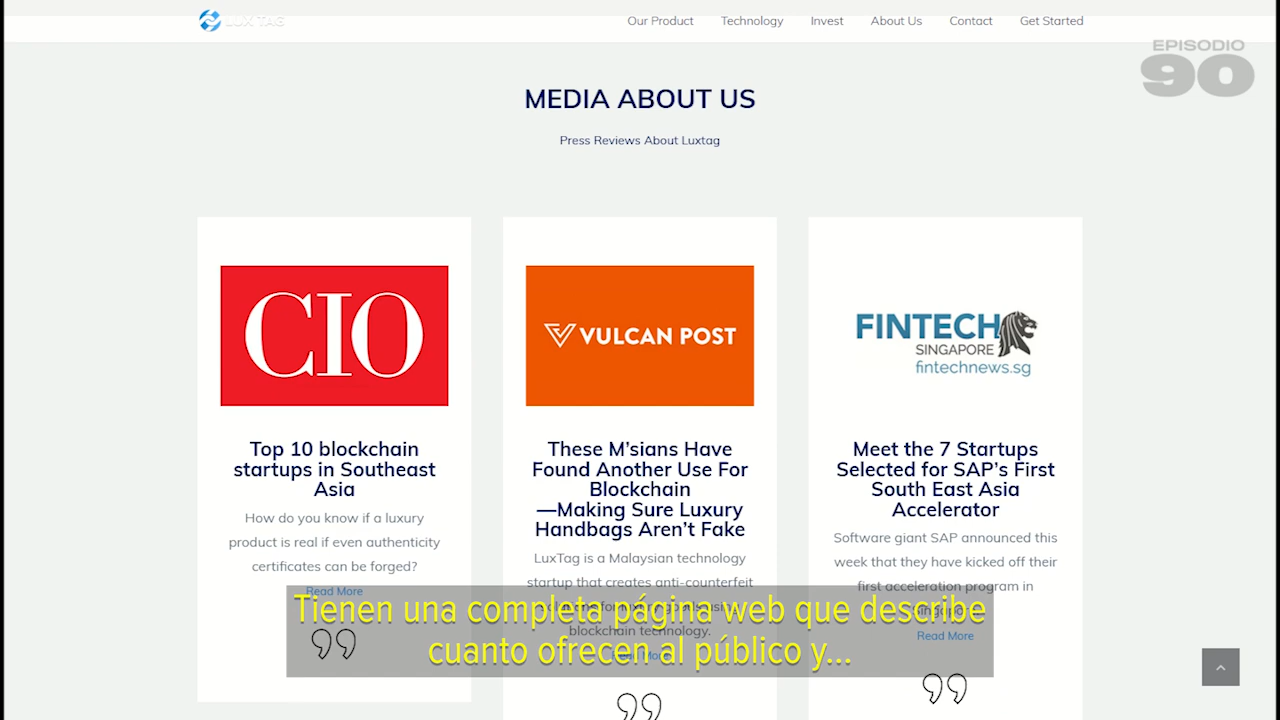 LUXTAG
Our Product
Technology
Invest
About Us
Contact
Get Started
EPISODIO
90
MEDIA ABOUT US
Press Reviews About Luxtag
CIO
Top 10 blockchain
startups in Southeast
Asia
How do you know if a luxury
product is real if even authenticity
certificates can be forged?
Read More
VULCAN POST
These M'sians Have
Found Another Use For
Blockchain
—Making Sure Luxury
Handbags Aren't Fake
LuxTag is a Malaysian technology
startup that creates anti-counterfeit
blockchain technology.
FINTECH
SINGAPORE
fintechnews.sg
Meet the 7 Startups
Selected for SAP's First
South East Asia
Accelerator
Software giant SAP announced this
week that they have kicked off their
first acceleration program in
Read More
Tienen una completa página web que describe
cuanto ofrecen al público y...